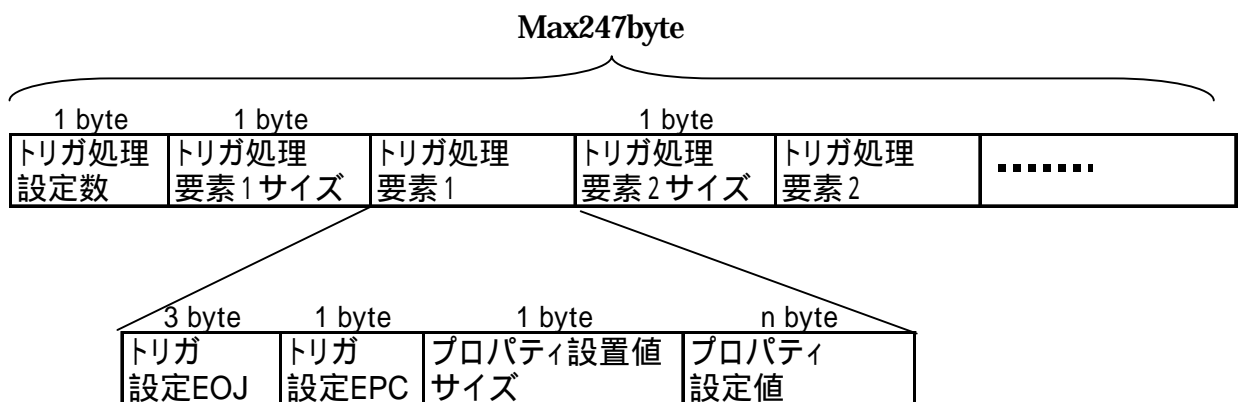 Max247byte
1 byte 1 byte 1 byte
トリガ処理 トリガ処理 トリガ処理 トリガ処理 トリガ処理 ·······
設定数 要素1サイズ 要素1 要素2サイズ 要素2
3 byte 1 byte 1 byte n byte
トリガ トリガ プロパティ設置値 プロパティ
設定EOJ 設定EPC サイズ 設定値